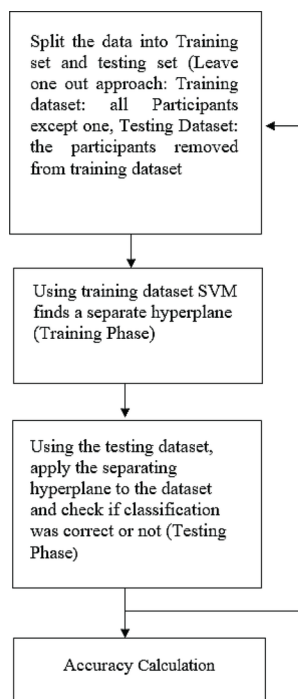 Split the data into Training
set and testing set (Leave
one out approach: Training
dataset: all Participants
except one, Testing Dataset:
the participants removed
from training dataset
Using training dataset SVM
finds a separate hyperplane
(Training Phase)
Using the testing dataset,
apply the separating
hyperplane to the dataset
and check if classification
was correct or not (Testing
Phase)
Accuracy Calculation